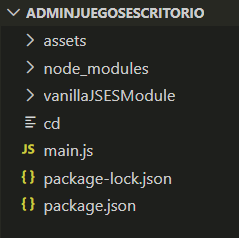 ADMINJUEGOSESCRITORIO
assets
node_modules
vanillaJSESModule
cd
JS main.js
{} package-lock.json
{} package.json